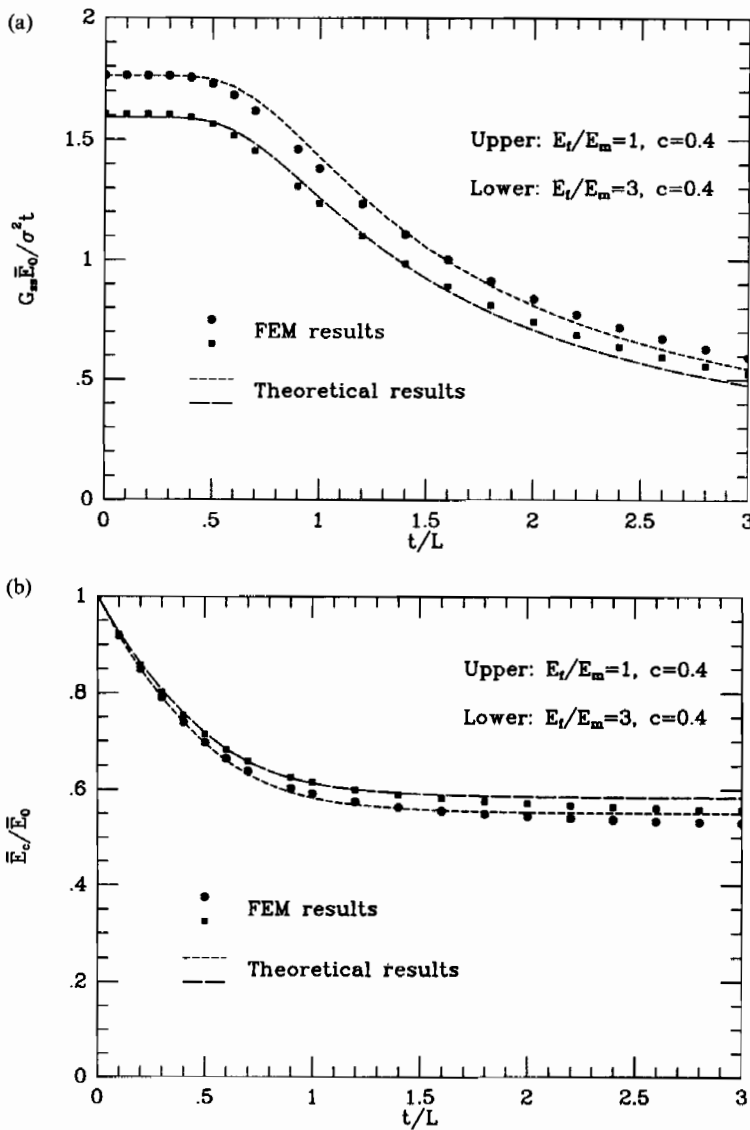 (a)
2
1.5
1
.5
0
G_ss E̿_0/σ²t
Upper: E_f/E_m=1, c=0.4
Lower: E_f/E_m=3, c=0.4
FEM results
Theoretical results
0 .5 1 1.5 2 2.5 3
t/L
(b)
1
.8
.6
.4
.2
0
E̿_c/E̿_0
Upper: E_f/E_m=1, c=0.4
Lower: E_f/E_m=3, c=0.4
FEM results
Theoretical results
0 .5 1 1.5 2 2.5 3
t/L